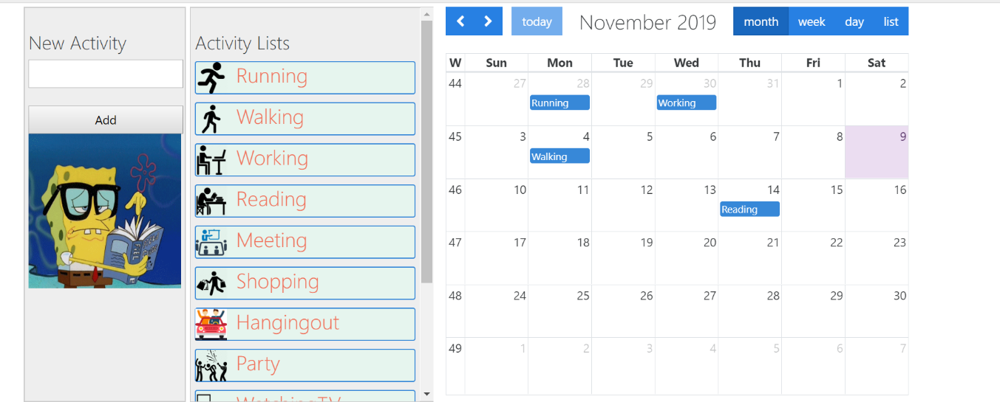 New Activity
Add
Activity Lists
Running
Walking
Working
Reading
Meeting
Shopping
Hangingout
Party
WatchingTV
today
November 2019
month week day list
W Sun Mon Tue Wed Thu Fri Sat
44 27 28 29 30 31 1 2
Running Working
45 3 4 5 6 7 8 9
Walking
46 10 11 12 13 14 15 16
Reading
47 17 18 19 20 21 22 23
48 24 25 26 27 28 29 30
49 1 2 3 4 5 6 7